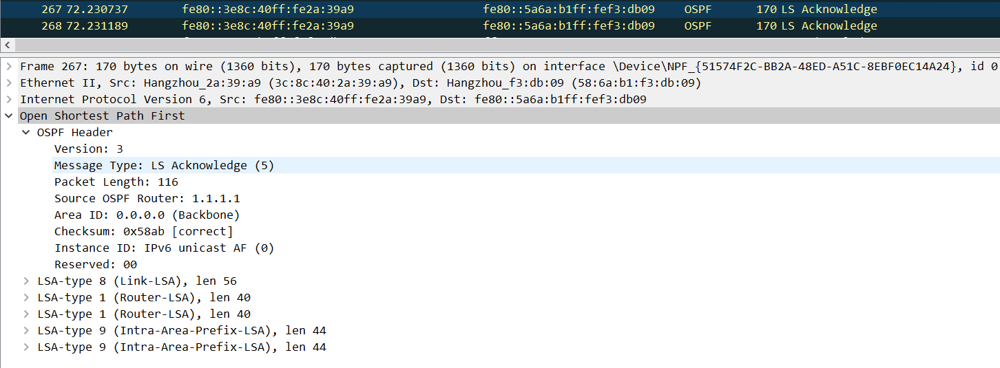 267 72.230737 fe80::3e8c:40ff:fe2a:39a9 fe80::5a6a:b1ff:fef3:db09 OSPF 170 LS Acknowledge
268 72.231189 fe80::3e8c:40ff:fe2a:39a9 fe80::5a6a:b1ff:fef3:db09 OSPF 170 LS Acknowledge
Frame 267: 170 bytes on wire (1360 bits), 170 bytes captured (1360 bits) on interface \Device\NPF_{51574F2C-BB2A-48ED-A51C-8EBF0EC14A24}, id 0
Ethernet II, Src: Hangzhou_2a:39:a9 (3c:8c:40:2a:39:a9), Dst: Hangzhou_f3:db:09 (58:6a:b1:f3:db:09)
Internet Protocol Version 6, Src: fe80::3e8c:40ff:fe2a:39a9, Dst: fe80::5a6a:b1ff:fef3:db09
Open Shortest Path First
OSPF Header
Version: 3
Message Type: LS Acknowledge (5)
Packet Length: 116
Source OSPF Router: 1.1.1.1
Area ID: 0.0.0.0 (Backbone)
Checksum: 0x58ab [correct]
Instance ID: IPv6 unicast AF (0)
Reserved: 00
LSA-type 8 (Link-LSA), len 56
LSA-type 1 (Router-LSA), len 40
LSA-type 1 (Router-LSA), len 40
LSA-type 9 (Intra-Area-Prefix-LSA), len 44
LSA-type 9 (Intra-Area-Prefix-LSA), len 44